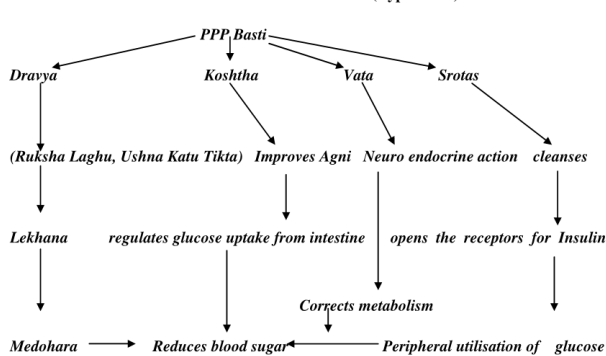 PPP Basti
Dravya Koshtha Vata Srotas
(Ruksha Laghu, Ushna Katu Tikta) Improves Agni Neuro endocrine action cleanses
Lekhana regulates glucose uptake from intestine opens the receptors for Insulin
Corrects metabolism
Medohara Reduces blood sugar Peripheral utilisation of glucose